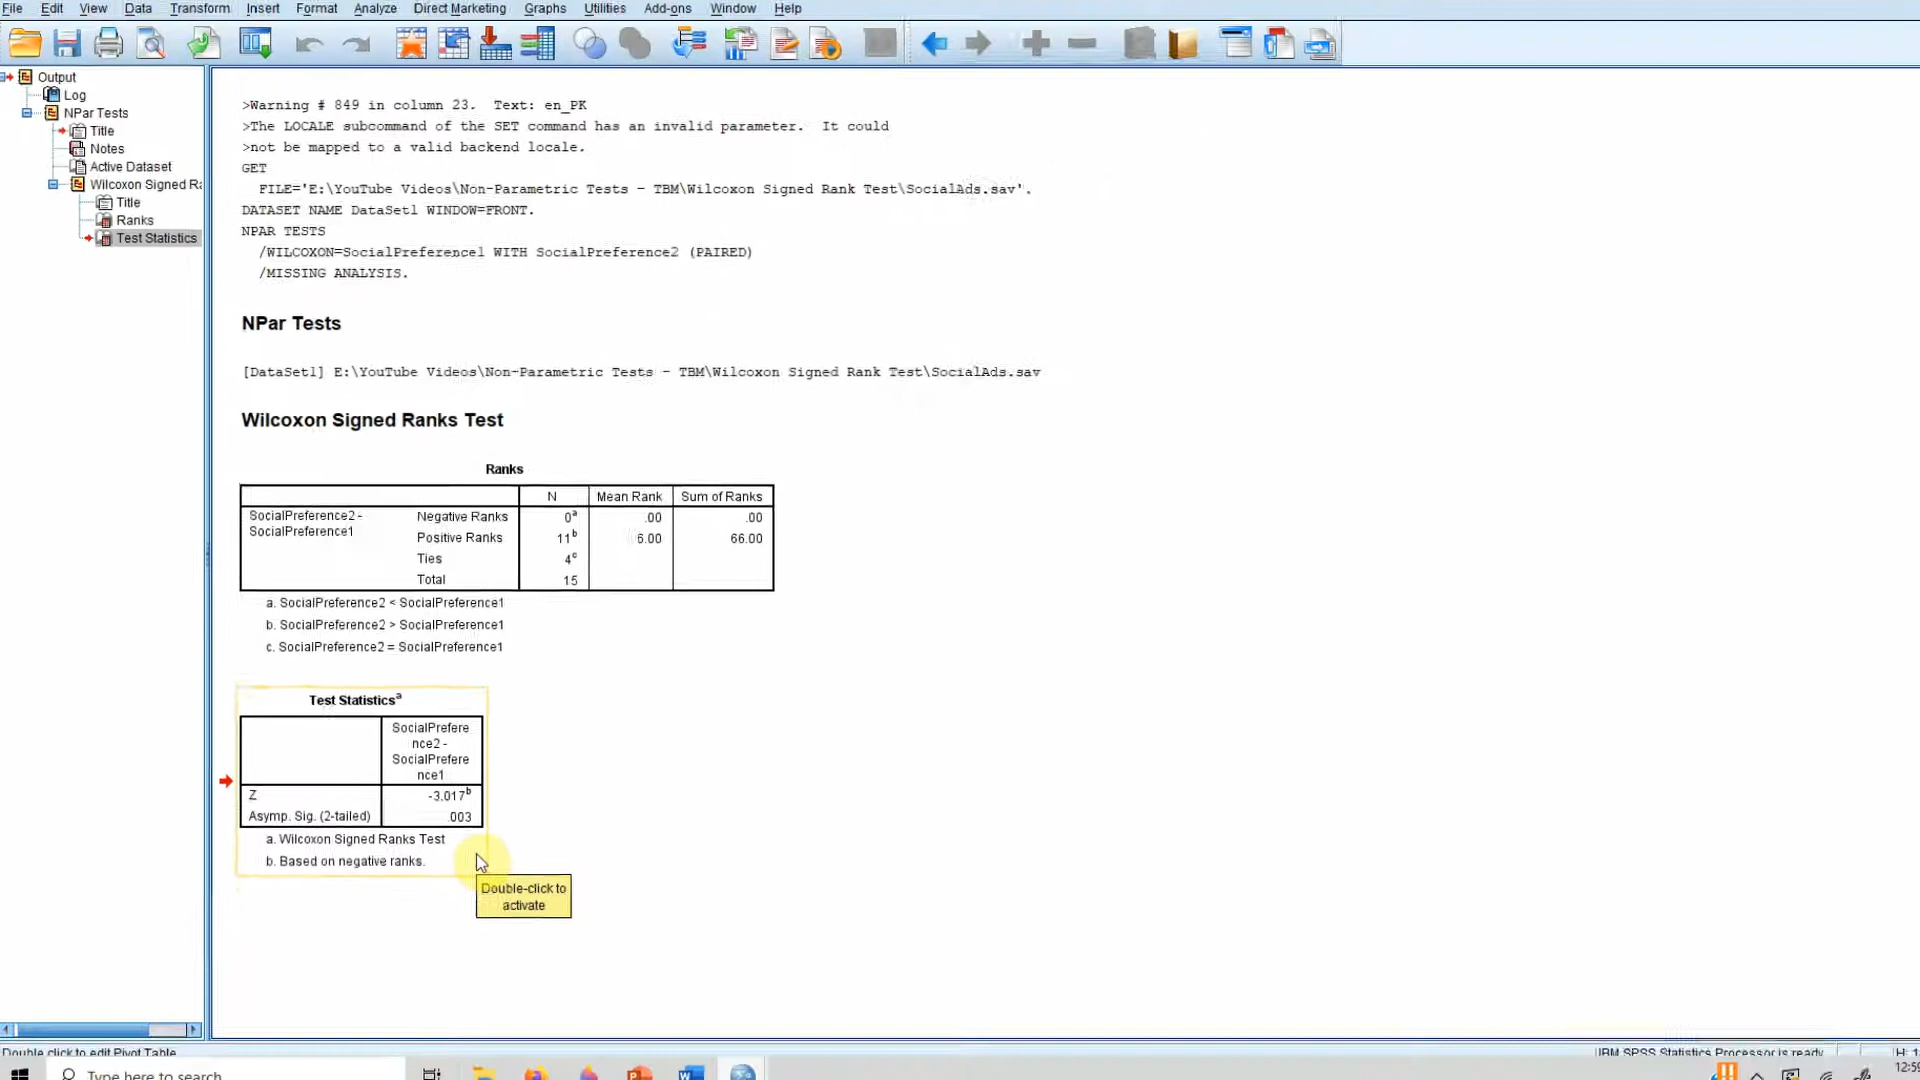 File Edit View Data Transform Insert Format Analyze Direct Marketing Graphs Utilities Add-ons Window Help
Output
Log
NPar Tests
Title
Notes
Active Dataset
Wilcoxon Signed Ra
Title
Ranks
Test Statistics
>Warning # 849 in column 23. Text: en_PK
>The LOCALE subcommand of the SET command has an invalid parameter. It could
>not be mapped to a valid backend locale.
GET
FILE='E:\YouTube Videos\Non-Parametric Tests - TBM\Wilcoxon Signed Rank Test\SocialAds.sav'.
DATASET NAME DataSet1 WINDOW=FRONT.
NPAR TESTS
/WILCOXON=SocialPreference1 WITH SocialPreference2 (PAIRED)
/MISSING ANALYSIS.
NPar Tests
[DataSet1] E:\YouTube Videos\Non-Parametric Tests - TBM\Wilcoxon Signed Rank Test\SocialAds.sav
Wilcoxon Signed Ranks Test
Ranks
N Mean Rank Sum of Ranks
SocialPreference2 - Negative Ranks 0a .00 .00
SocialPreference1 Positive Ranks 11b 6.00 66.00
Ties 4c
Total 15
a. SocialPreference2 < SocialPreference1
b. SocialPreference2 > SocialPreference1
c. SocialPreference2 = SocialPreference1
Test Statisticsa
SocialPrefere
nce2 -
SocialPrefere
nce1
Z -3.017b
Asymp. Sig. (2-tailed) .003
a. Wilcoxon Signed Ranks Test
b. Based on negative ranks.
Double-click to
activate
Double click to edit Pivot Table
IBM SPSS Statistics Processor is ready
Type here to search